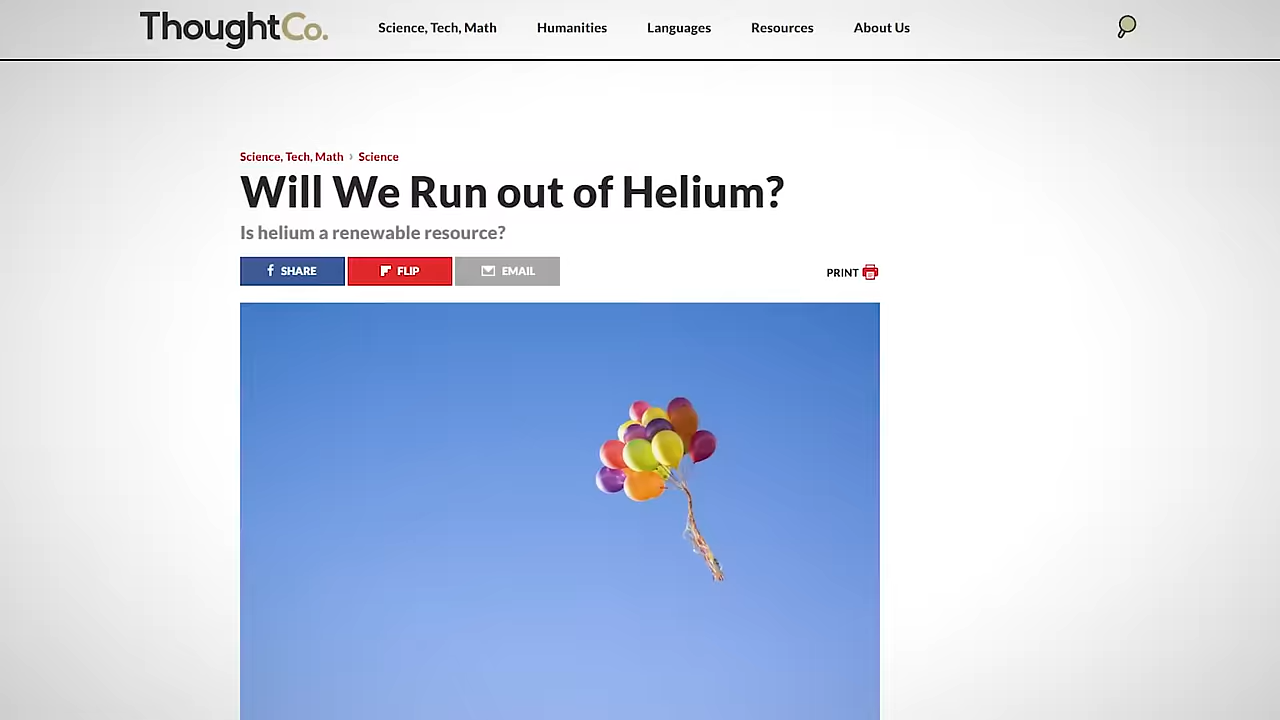 ThoughtCo.
Science, Tech, Math Humanities Languages Resources About Us
Science, Tech, Math › Science
Will We Run out of Helium?
Is helium a renewable resource?
SHARE FLIP EMAIL PRINT